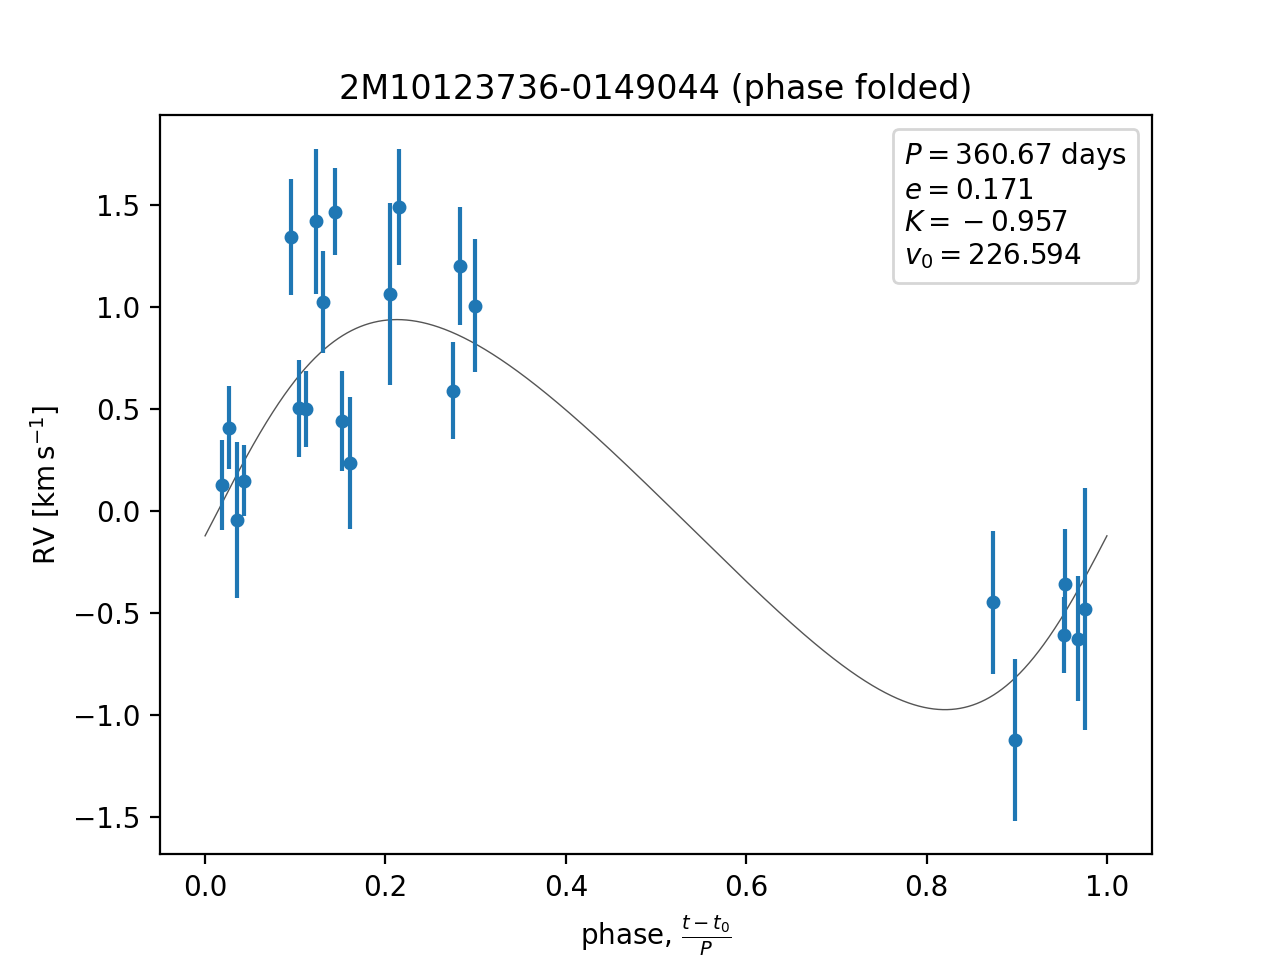 2M10123736-0149044 (phase folded)
P = 360.67 days
e = 0.171
K = −0.957
v₀ = 226.594
RV [km s⁻¹]
1.5
1.0
0.5
0.0
−0.5
−1.0
−1.5
0.0 0.2 0.4 0.6 0.8 1.0
phase, (t − t₀)/P